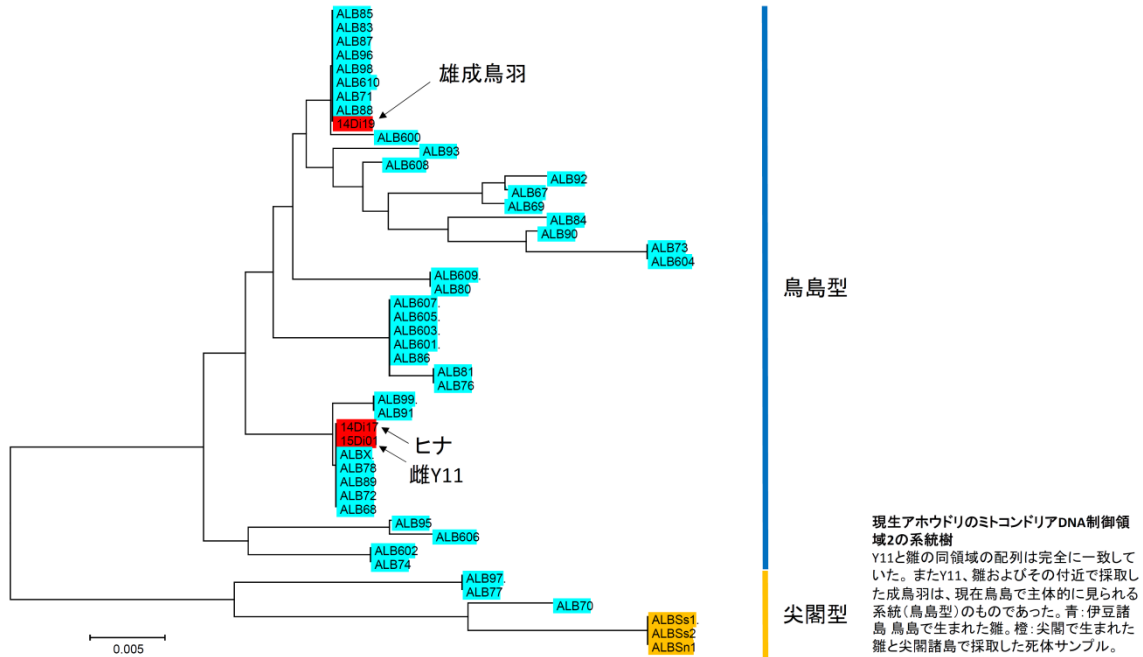 ALB85
ALB83
ALB87
ALB96
ALB98
ALB610
ALB71
ALB88
14Di19
雄成鳥羽
ALB600
ALB93
ALB608
ALB92
ALB67
ALB69
ALB84
ALB90
ALB73
ALB604
ALB609.
ALB80
鳥島型
ALB607.
ALB605.
ALB603.
ALB601.
ALB86
ALB81
ALB76
ALB99.
ALB91
14Di17
15Di01
ヒナ
雌Y11
ALBX.
ALB78
ALB89
ALB72
ALB68
ALB95
ALB606
ALB602
ALB74
ALB97.
ALB77
ALB70
ALBSs1.
ALBSs2
ALBSn1
尖閣型
0.005
現生アホウドリのミトコンドリアDNA制御領
域2の系統樹
Y11と雛の同領域の配列は完全に一致してい
いた。またY11、雛およびその付近で採取し
た成鳥羽は、現在鳥島で主体的に見られる
系統(鳥島型)のものであった。青:伊豆諸
島 鳥島で生まれた雛。橙:尖閣で生まれた
雛と尖閣諸島で採取した死体サンプル。